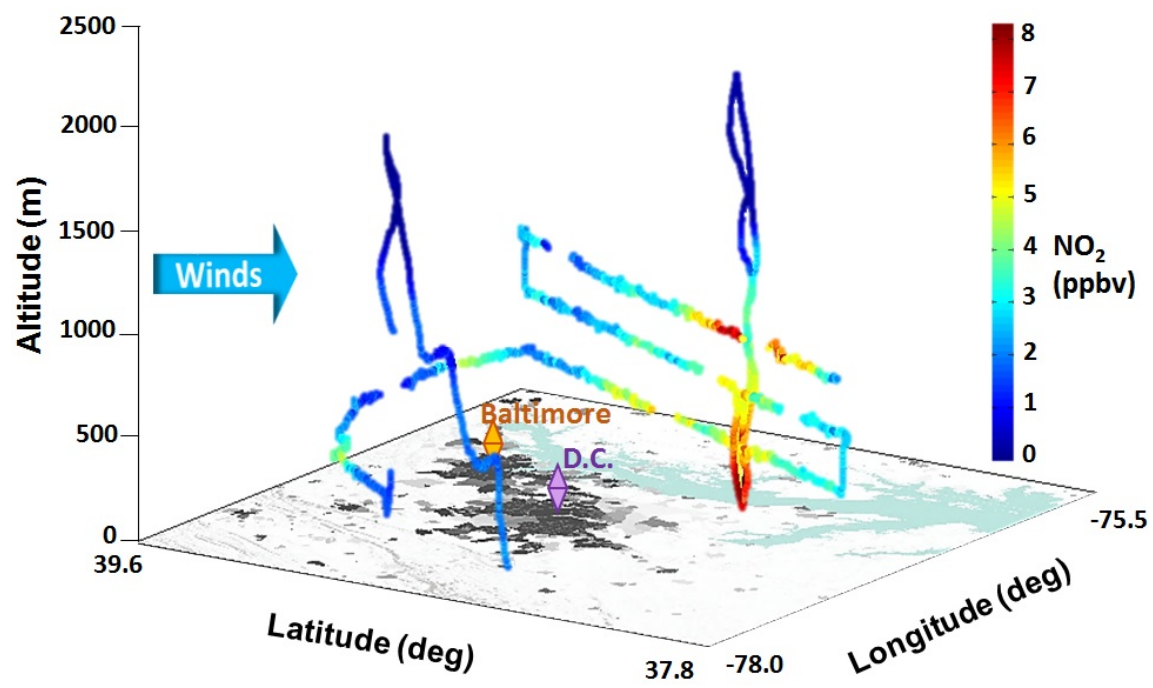 2500
2000
1500
1000
500
0
Altitude (m)
Winds
Baltimore
D.C.
8
7
6
5
4
3
2
1
0
NO₂
(ppbv)
39.6
Latitude (deg)
37.8
-78.0
Longitude (deg)
-75.5